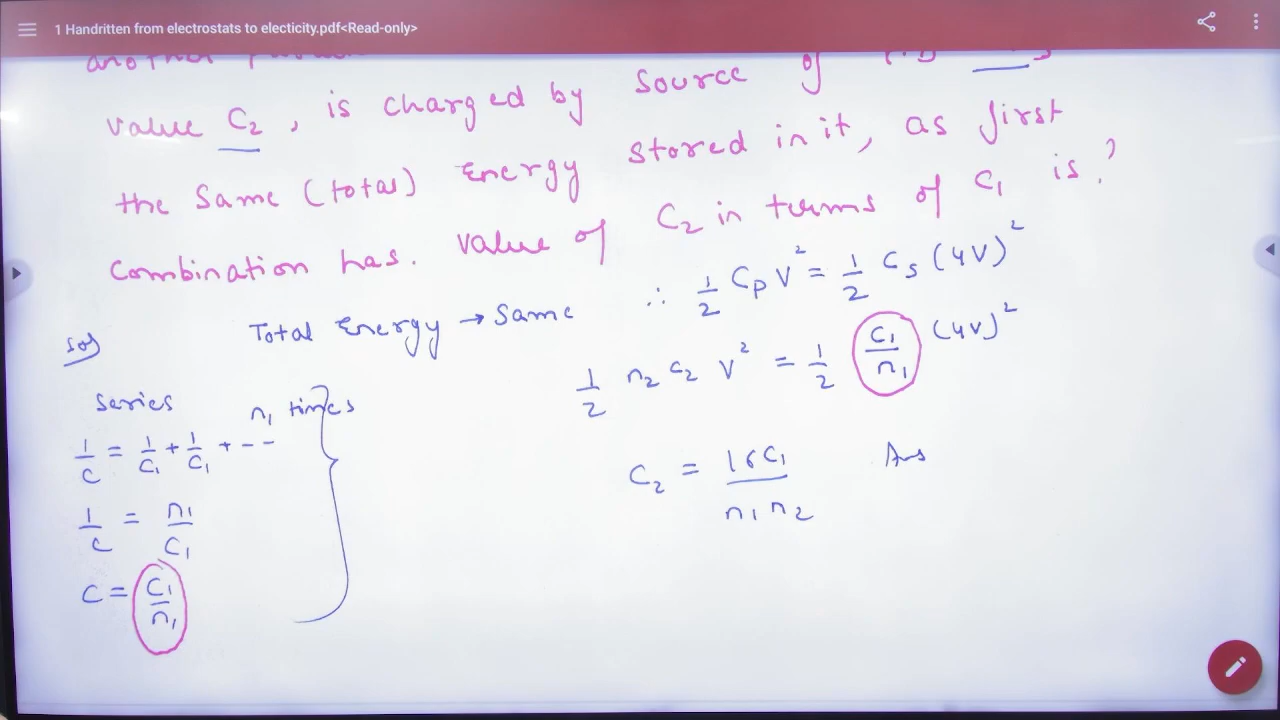 1 Handritten from electrostats to electicity.pdf<Read-only>
another
value C₂, is charged by source of P.D
the same (total) Energy stored in it, as first
Combination has. Value of C₂ in terms of C₁ is?
Sol Total Energy → Same ∴ 1/2 Cp V² = 1/2 Cs (4V)²
1/2 n₂ C₂ V² = 1/2 C₁/n₁ (4V)²
Series n₁ times
1/C = 1/C₁ + 1/C₁ + --
C₂ = 16C₁/n₁n₂ Ans
1/C = n₁/C₁
C = C₁/n₁